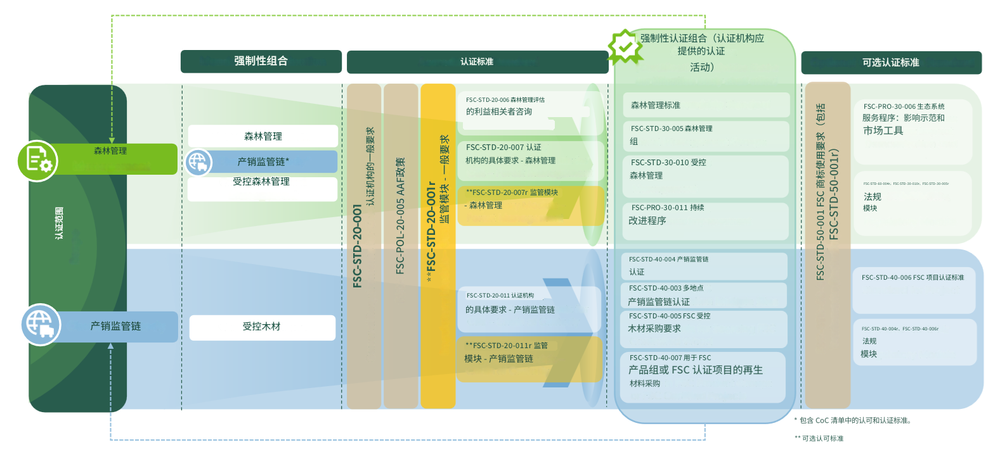 强制性组合
认证标准
强制性认证组合（认证机构应
提供的认证
活动）
可选认证标准
认证范围
森林管理
产销监管链
森林管理
产销监管链*
受控森林管理
受控木材
FSC-STD-20-001
认证机构的一般要求
FSC-POL-20-005 AAF政策
**FSC-STD-20-001r
监管模块 - 一般要求
FSC-STD-20-006 森林管理评估
的利益相关者咨询
FSC-STD-20-007 认证
机构的具体要求 - 森林管理
**FSC-STD-20-007r 监管模块
- 森林管理
FSC-STD-20-011 认证机构
的具体要求 - 产销监管链
**FSC-STD-20-011r 监管
模块 - 产销监管链
森林管理标准
FSC-STD-30-005 森林管理
组
FSC-STD-30-010 受控
森林管理
FSC-PRO-30-011 持续
改进程序
FSC-STD-40-004 产销监管链
认证
FSC-STD-40-003 多地点
产销监管链认证
FSC-STD-40-005 FSC 受控
木材采购要求
FSC-STD-40-007 用于 FSC
产品组或 FSC 认证项目的再生
材料采购
FSC-STD-50-001 FSC 商标使用要求（包括
FSC-STD-50-001r）
FSC-PRO-30-006 生态系统
服务程序：影响示范和
市场工具
FSC-STD-60-004r、FSC-STD-30-010r、FSC-STD-30-005r
法规
模块
FSC-STD-40-006 FSC 项目认证标准
FSC-STD-40-004r、FSC-STD-40-006r
法规
模块
* 包含 CoC 清单中的认可和认证标准。
** 可选认可标准